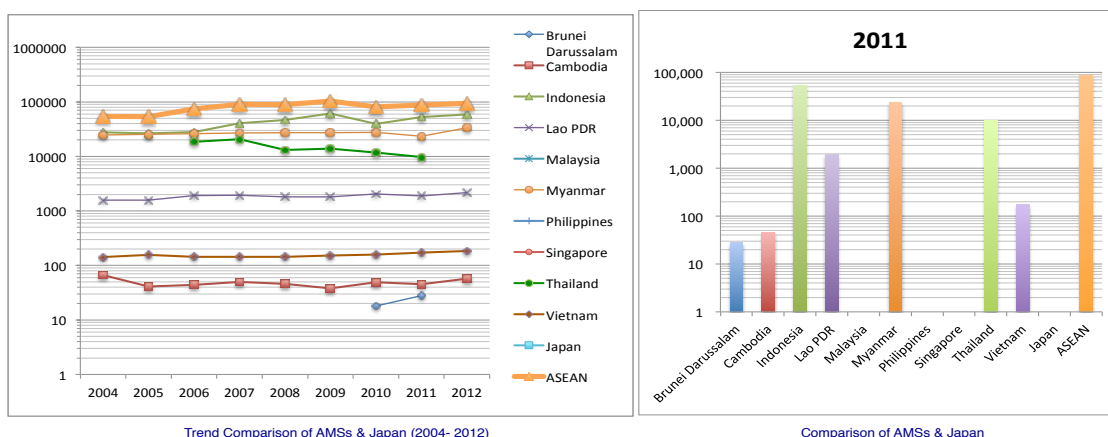 1000000
100000
10000
1000
100
10
1
2004 2005 2006 2007 2008 2009 2010 2011 2012
Brunei
Darussalam
Cambodia
Indonesia
Lao PDR
Malaysia
Myanmar
Philippines
Singapore
Thailand
Vietnam
Japan
ASEAN
Trend Comparison of AMSs & Japan (2004- 2012)
2011
100,000
10,000
1,000
100
10
1
Brunei Darussalam
Cambodia
Indonesia
Lao PDR
Malaysia
Myanmar
Philippines
Singapore
Thailand
Vietnam
Japan
ASEAN
Comparison of AMSs & Japan